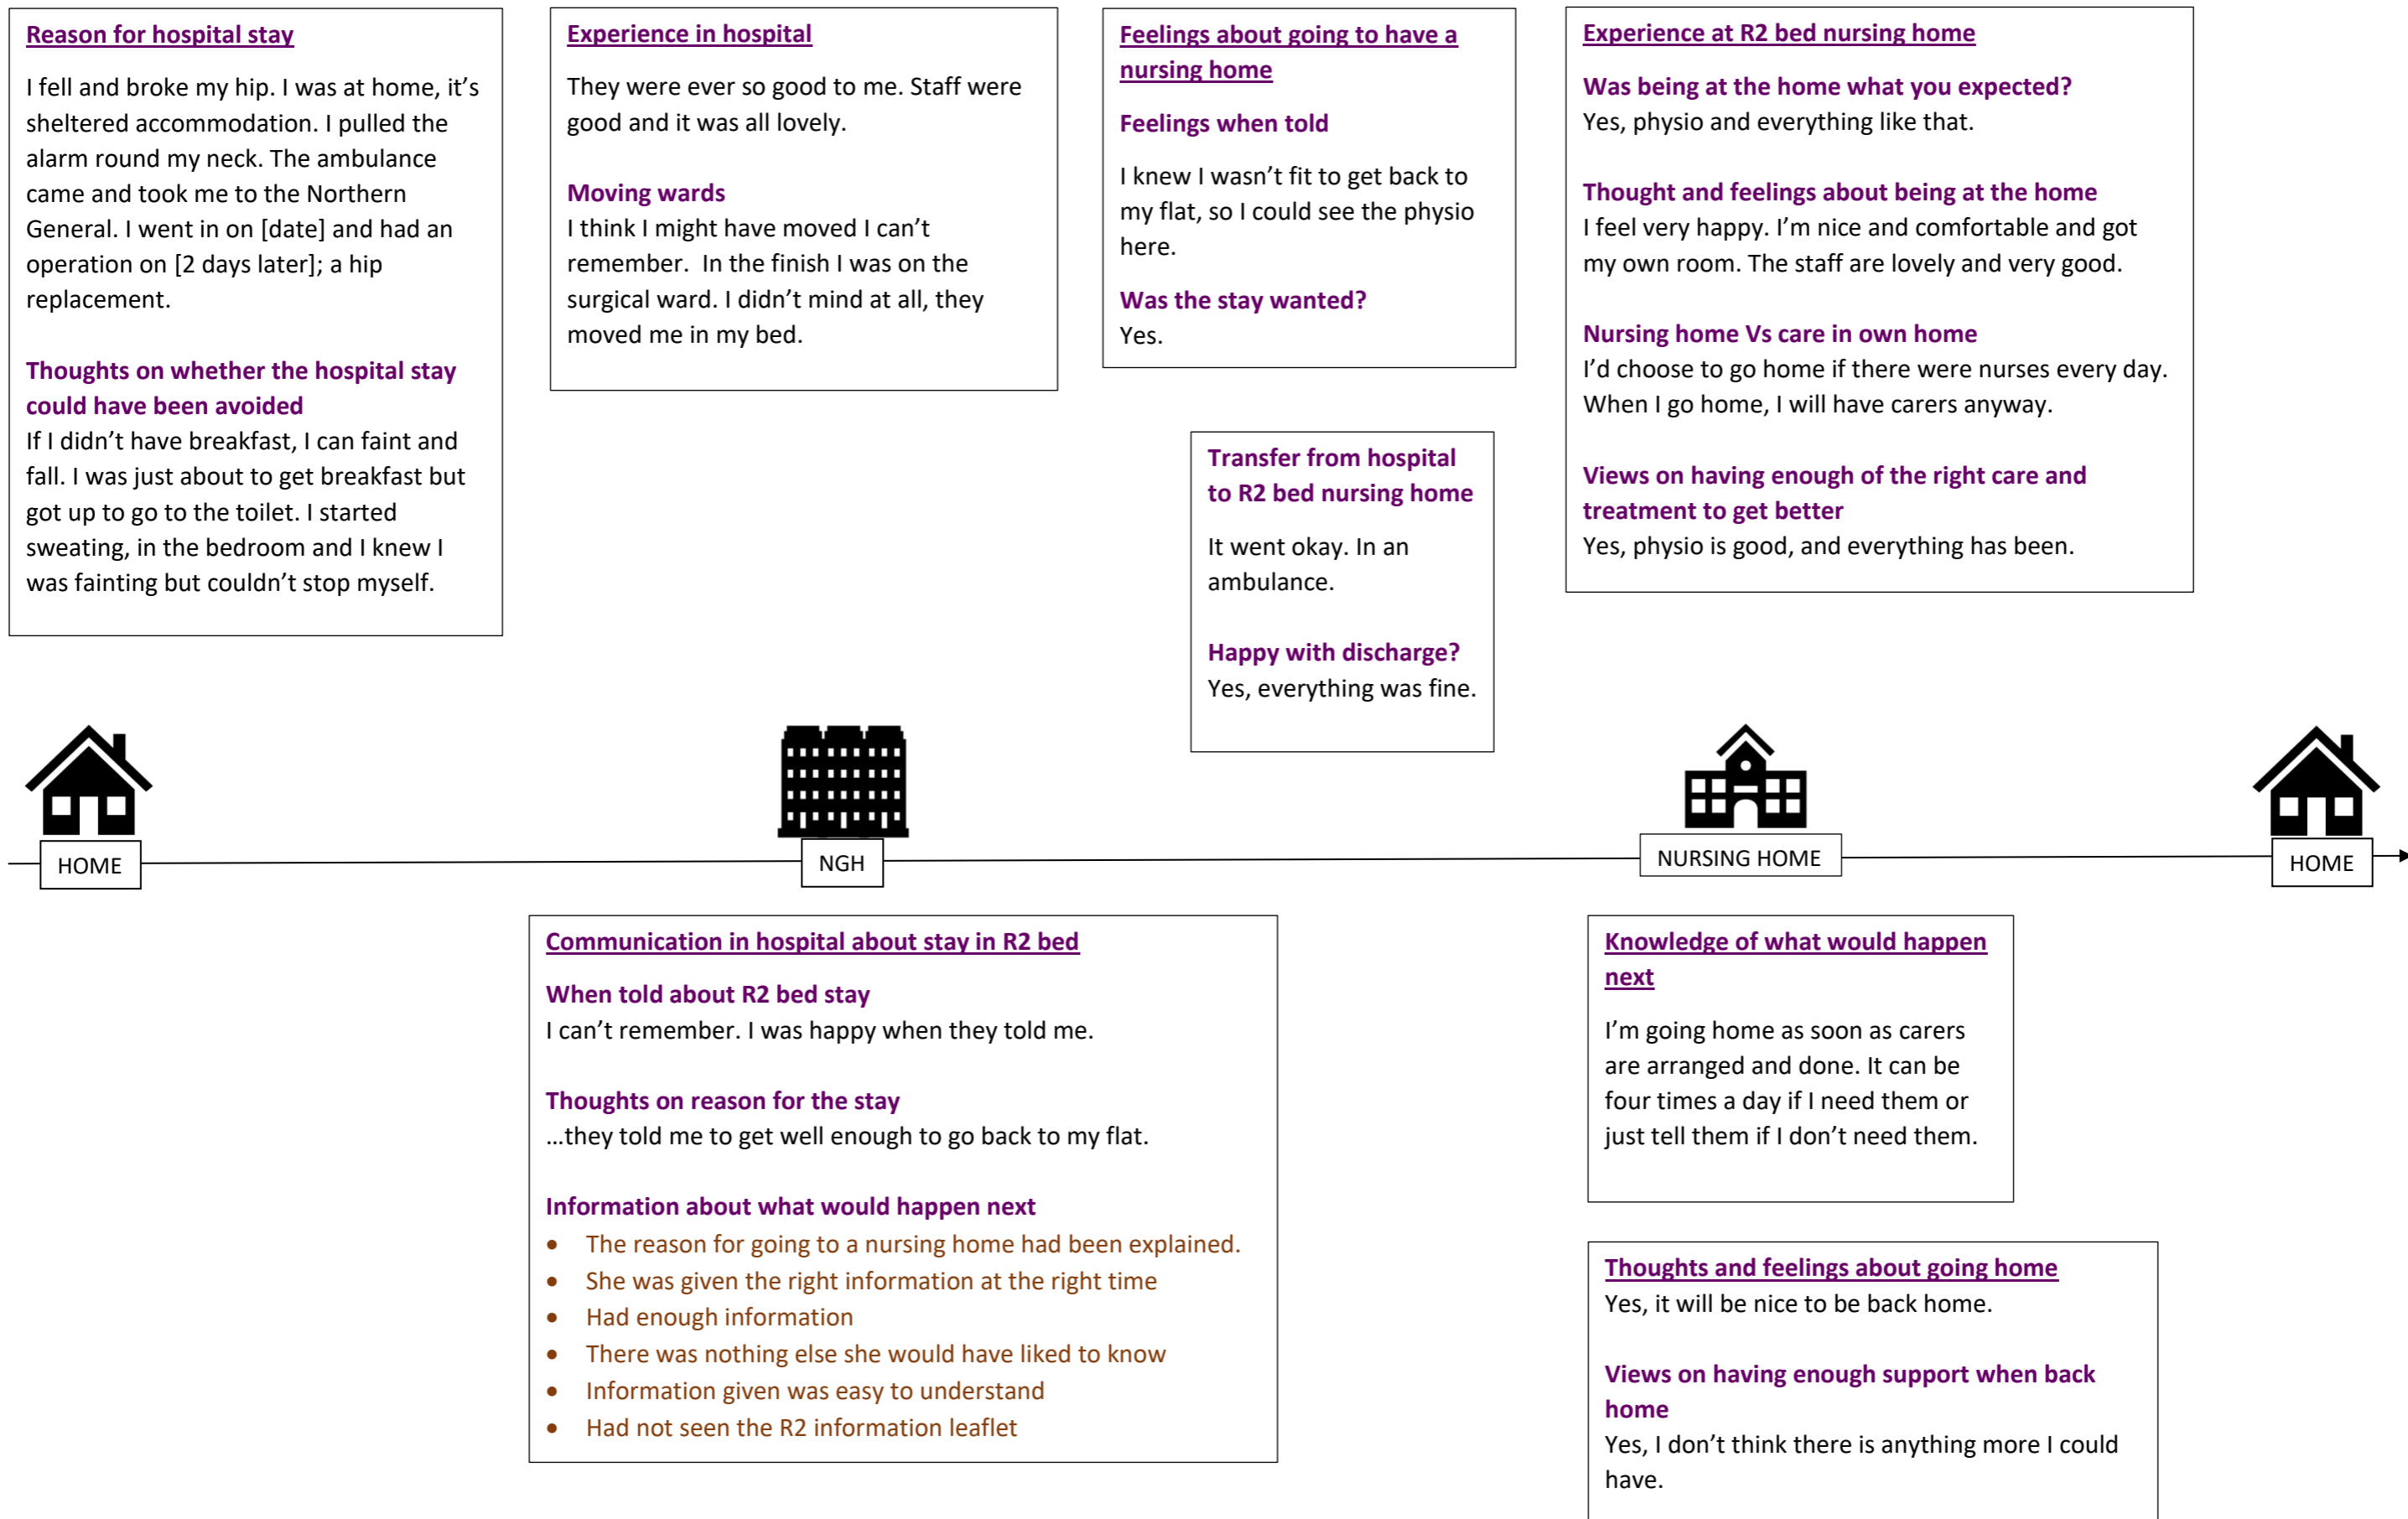 Reason for hospital stay
I fell and broke my hip. I was at home, it’s
sheltered accommodation. I pulled the
alarm round my neck. The ambulance
came and took me to the Northern
General. I went in on [date] and had an
operation on [2 days later]; a hip
replacement.
Thoughts on whether the hospital stay
could have been avoided
If I didn’t have breakfast, I can faint and
fall. I was just about to get breakfast but
got up to go to the toilet. I started
sweating, in the bedroom and I knew I
was fainting but couldn’t stop myself.
Experience in hospital
They were ever so good to me. Staff were
good and it was all lovely.
Moving wards
I think I might have moved I can’t
remember.  In the finish I was on the
surgical ward. I didn’t mind at all, they
moved me in my bed.
Feelings about going to have a
nursing home
Feelings when told
I knew I wasn’t fit to get back to
my flat, so I could see the physio
here.
Was the stay wanted?
Yes.
Transfer from hospital
to R2 bed nursing home
It went okay. In an
ambulance.
Happy with discharge?
Yes, everything was fine.
Experience at R2 bed nursing home
Was being at the home what you expected?
Yes, physio and everything like that.
Thought and feelings about being at the home
I feel very happy. I’m nice and comfortable and got
my own room. The staff are lovely and very good.
Nursing home Vs care in own home
I’d choose to go home if there were nurses every day.
When I go home, I will have carers anyway.
Views on having enough of the right care and
treatment to get better
Yes, physio is good, and everything has been.
HOME
NGH
NURSING HOME
HOME
Communication in hospital about stay in R2 bed
When told about R2 bed stay
I can’t remember. I was happy when they told me.
Thoughts on reason for the stay
…they told me to get well enough to go back to my flat.
Information about what would happen next
• The reason for going to a nursing home had been explained.
• She was given the right information at the right time
• Had enough information
• There was nothing else she would have liked to know
• Information given was easy to understand
• Had not seen the R2 information leaflet
Knowledge of what would happen
next
I’m going home as soon as carers
are arranged and done. It can be
four times a day if I need them or
just tell them if I don’t need them.
Thoughts and feelings about going home
Yes, it will be nice to be back home.
Views on having enough support when back
home
Yes, I don’t think there is anything more I could
have.